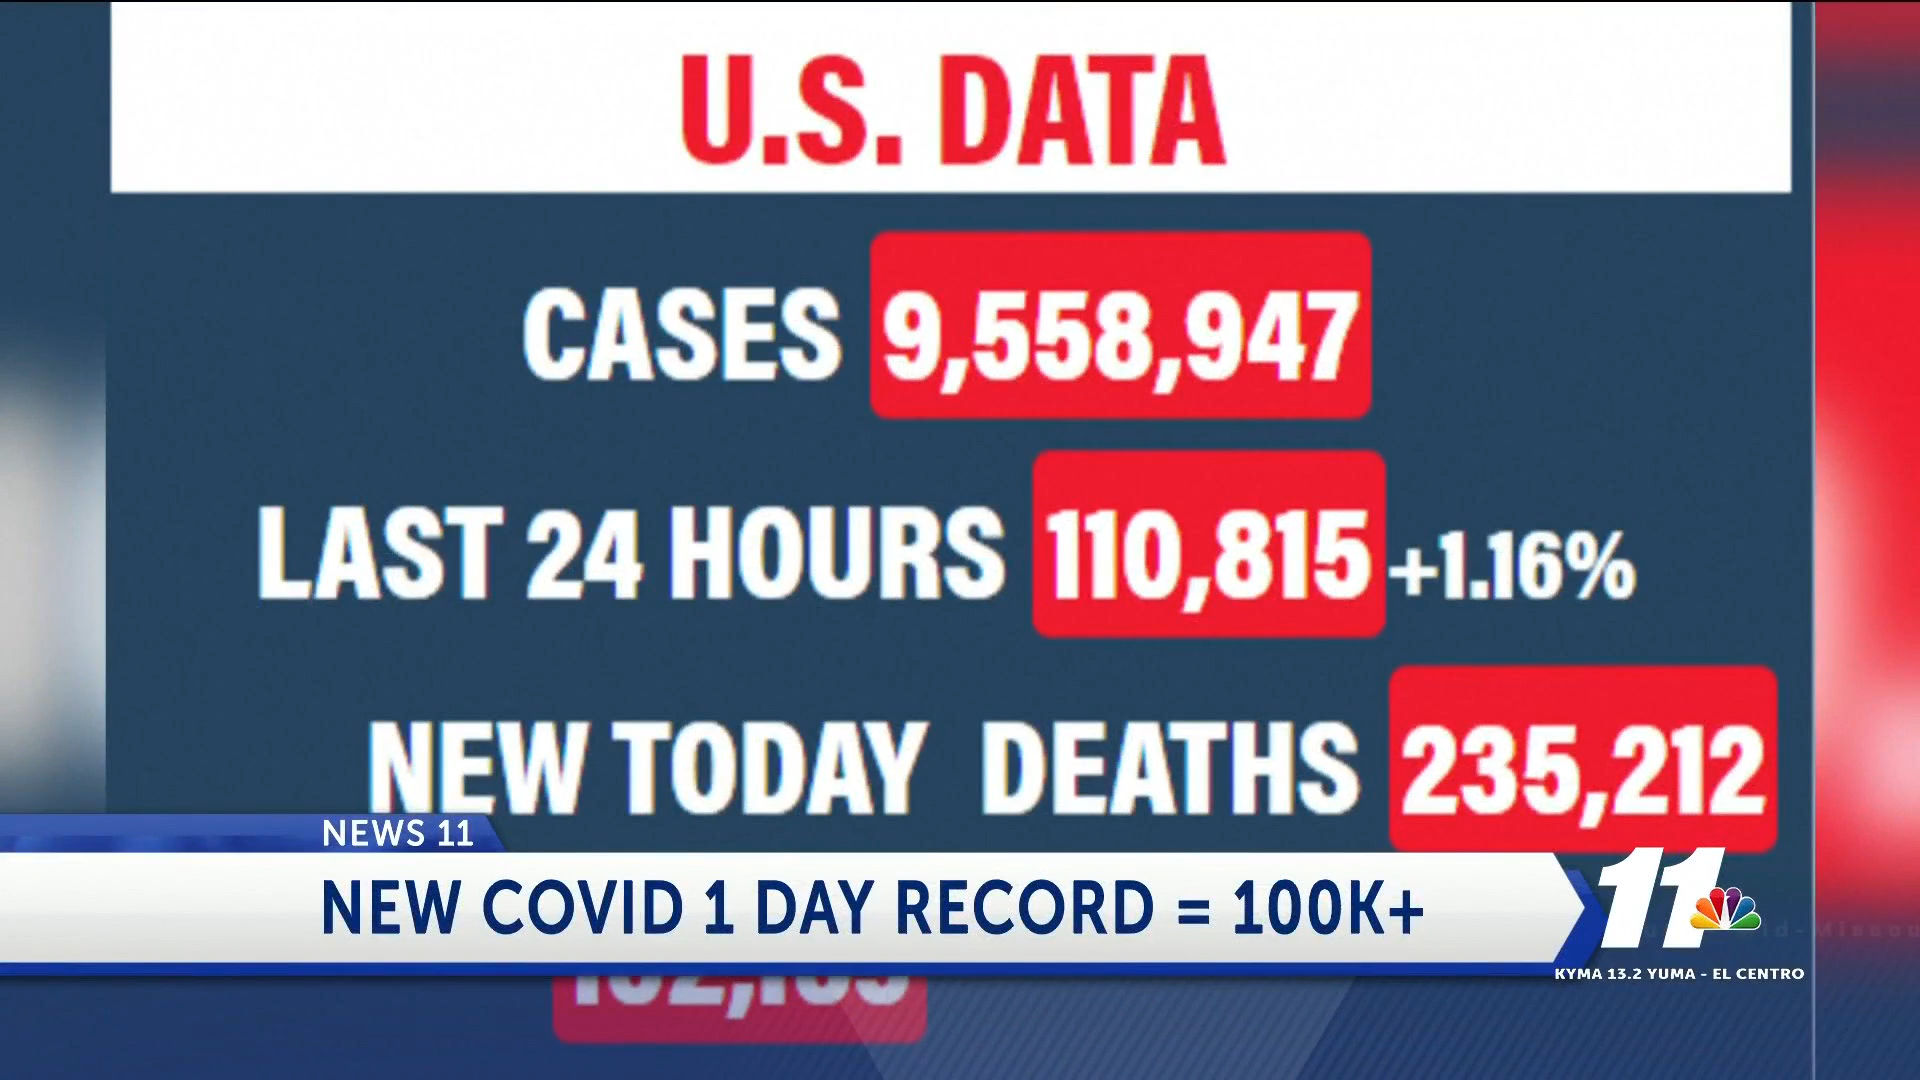 U.S. DATA
CASES 9,558,947
LAST 24 HOURS 110,815 +1.16%
NEW TODAY DEATHS 235,212
NEWS 11
NEW COVID 1 DAY RECORD = 100K+
11
KYMA 13.2 YUMA - EL CENTRO